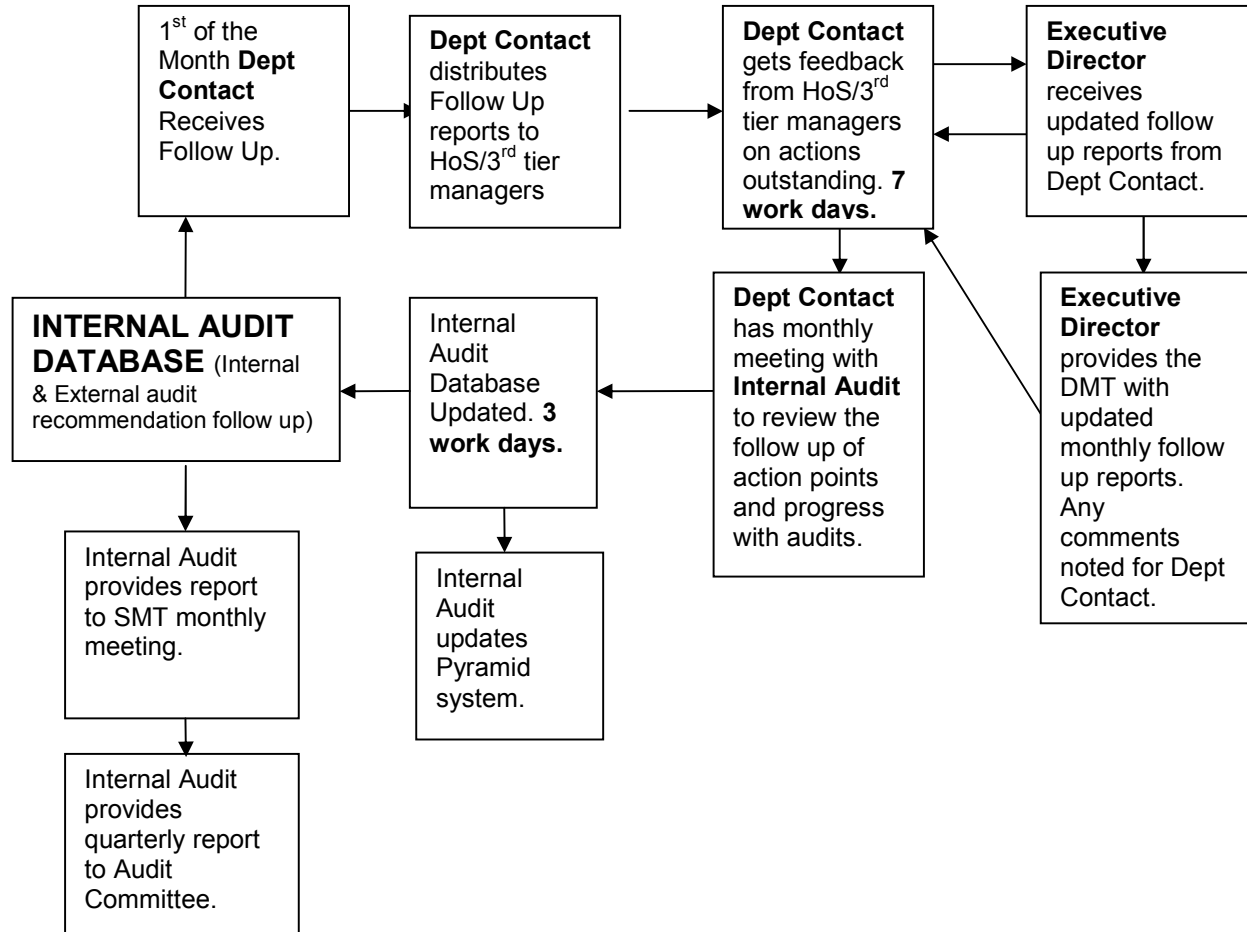 1st of the
Month Dept
Contact
Receives
Follow Up.
Dept Contact
distributes
Follow Up
reports to
HoS/3rd tier
managers
Dept Contact
gets feedback
from HoS/3rd
tier managers
on actions
outstanding. 7
work days.
Executive
Director
receives
updated follow
up reports from
Dept Contact.
INTERNAL AUDIT
DATABASE (Internal
& External audit
recommendation follow up)
Internal
Audit
Database
Updated. 3
work days.
Dept Contact
has monthly
meeting with
Internal Audit
to review the
follow up of
action points
and progress
with audits.
Executive
Director
provides the
DMT with
updated
monthly follow
up reports.
Any
comments
noted for Dept
Contact.
Internal Audit
provides report
to SMT monthly
meeting.
Internal
Audit
updates
Pyramid
system.
Internal Audit
provides
quarterly report
to Audit
Committee.